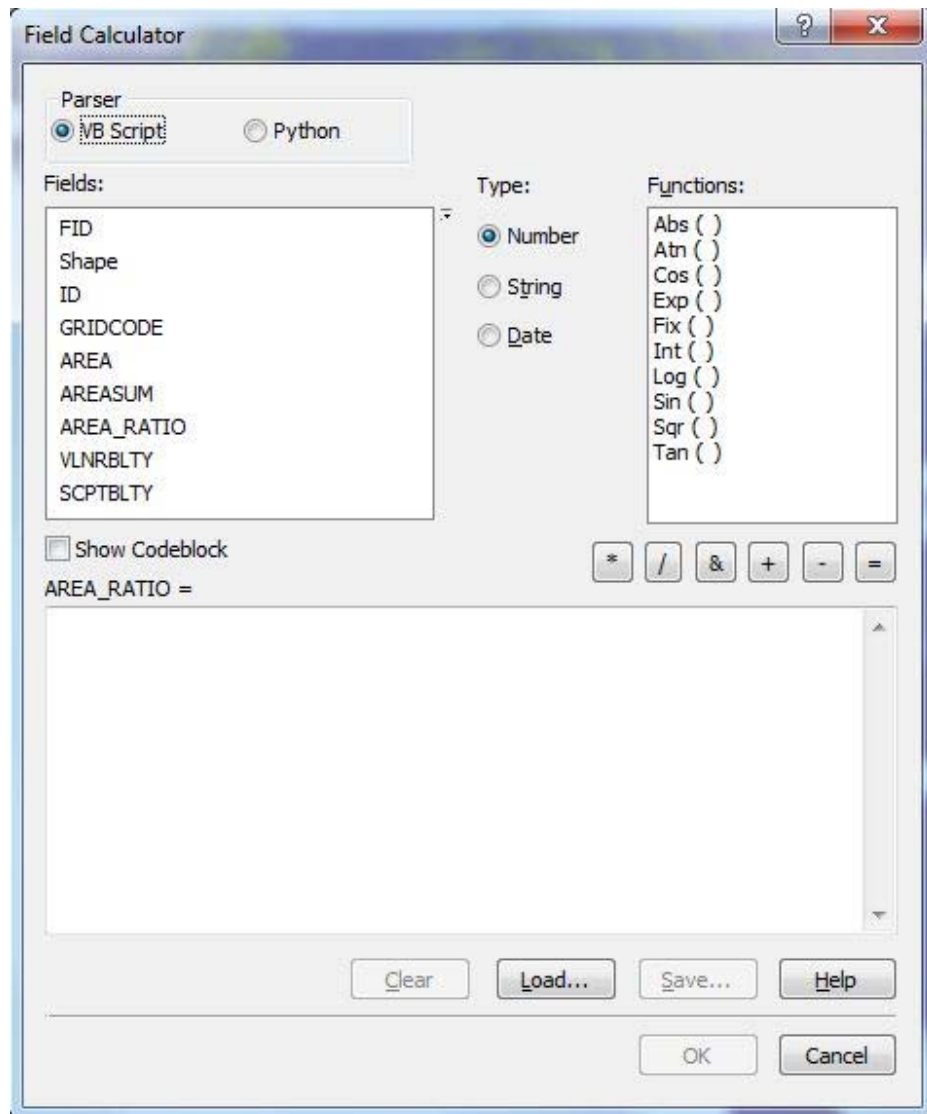 Field Calculator
Parser
VB Script Python
Fields: Type: Functions:
FID
Shape
ID
GRIDCODE
AREA
AREASUM
AREA_RATIO
VLNRBLTY
SCPTBLTY
Number
String
Date
Abs ( )
Atn ( )
Cos ( )
Exp ( )
Fix ( )
Int ( )
Log ( )
Sin ( )
Sqr ( )
Tan ( )
Show Codeblock
* / & + - =
AREA_RATIO =
Clear Load... Save... Help
OK Cancel